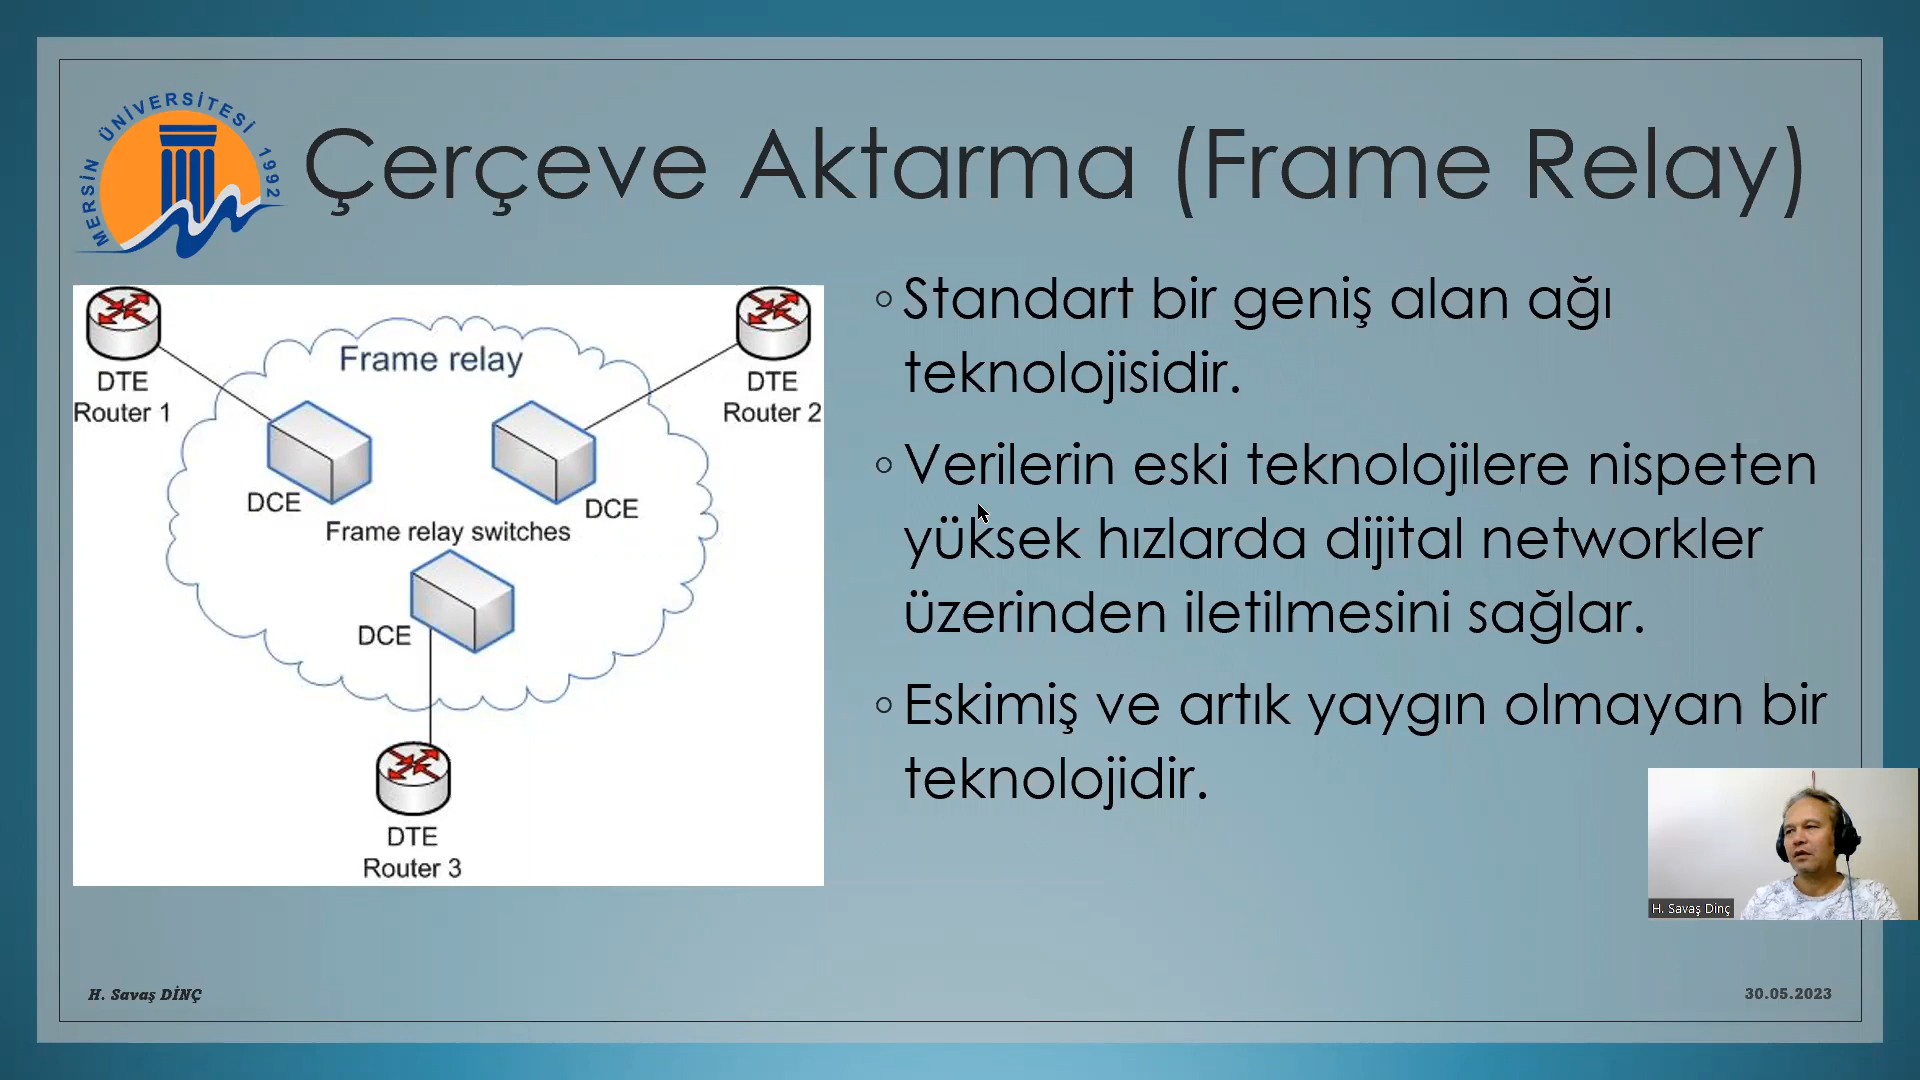 MERSİN ÜNİVERSİTESİ 1992
Çerçeve Aktarma (Frame Relay)
Frame relay
DTE
Router 1
DTE
Router 2
DCE
DCE
Frame relay switches
DCE
DTE
Router 3
◦ Standart bir geniş alan ağı
teknolojisidir.
◦ Verilerin eski teknolojilere nispeten
yüksek hızlarda dijital networkler
üzerinden iletilmesini sağlar.
◦ Eskimiş ve artık yaygın olmayan bir
teknolojidir.
H. Savaş Dinç
H. Savaş DİNÇ
30.05.2023